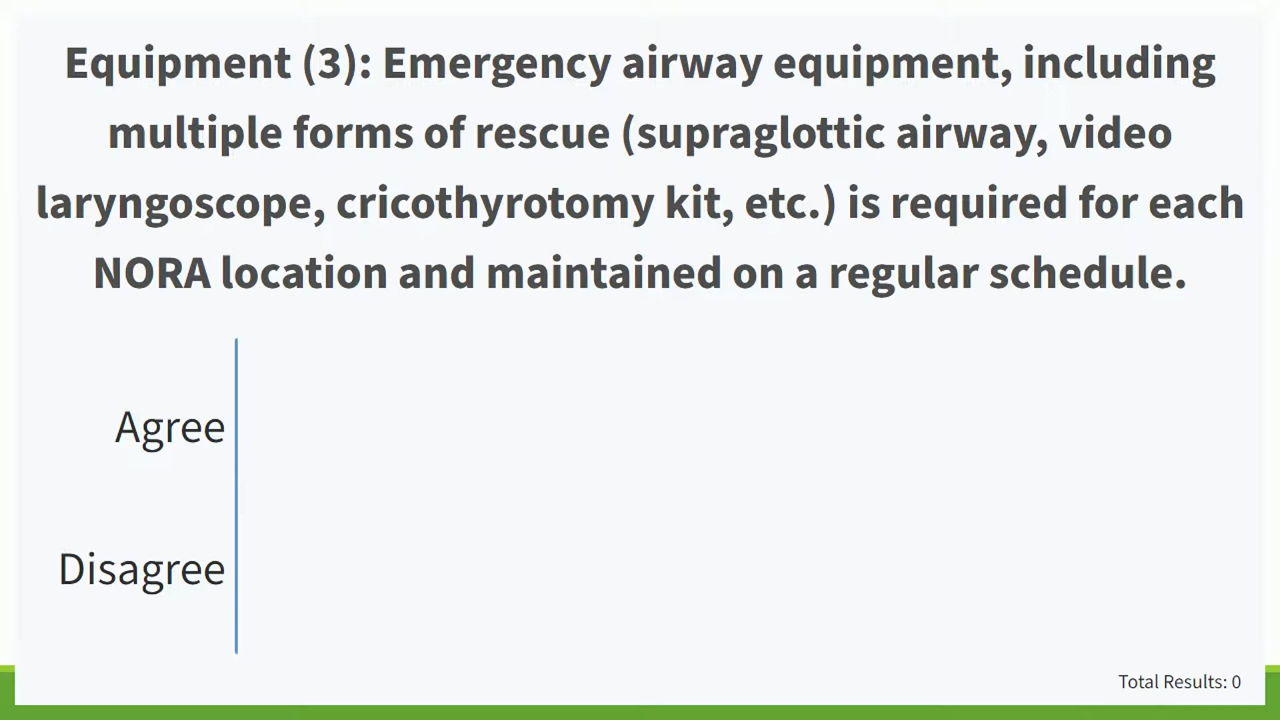 Equipment (3): Emergency airway equipment, including
multiple forms of rescue (supraglottic airway, video
laryngoscope, cricothyrotomy kit, etc.) is required for each
NORA location and maintained on a regular schedule.
Agree
Disagree
Total Results: 0